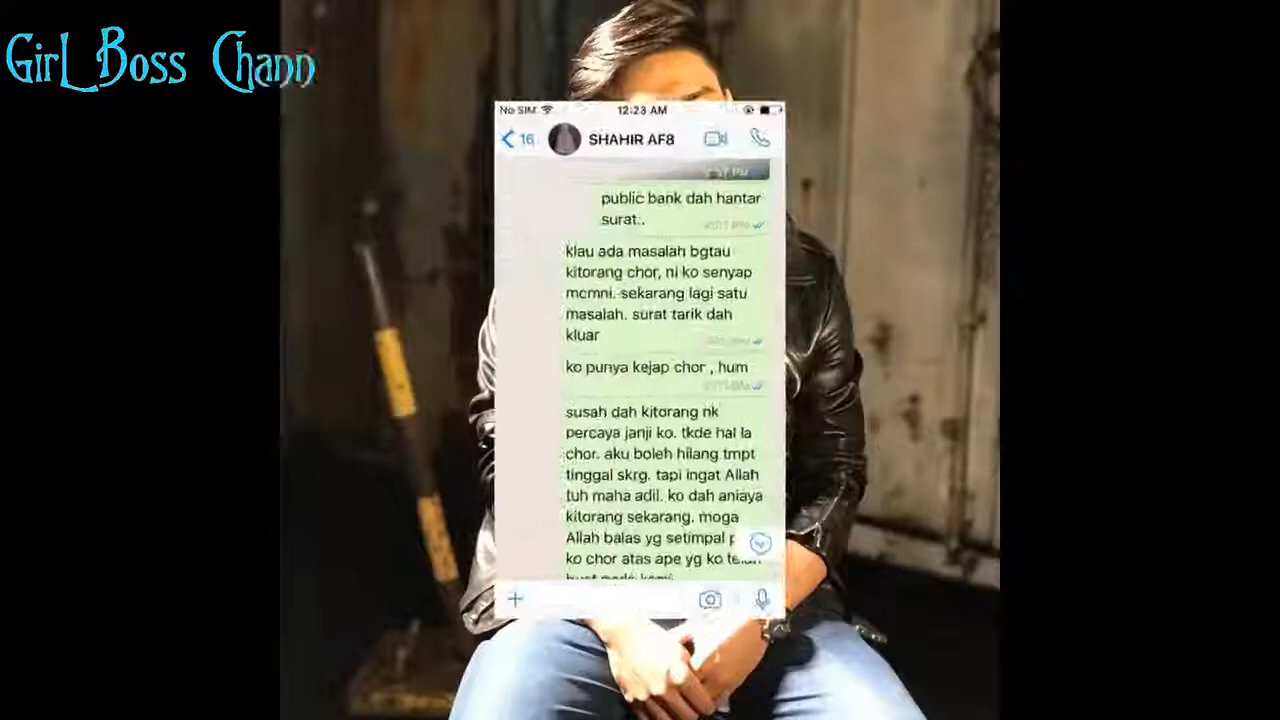 GirL Boss Chann
No SIM
12:23 AM
16
SHAHIR AF8
public bank dah hantar
surat..
klau ada masalah bgtau
kitorang chor, ni ko senyap
mcmni. sekarang lagi satu
masalah. surat tarik dah
kluar
ko punya kejap chor , hum
susah dah kitorang nk
percaya janji ko. tkde hal la
chor. aku boleh hilang tmpt
tinggal skrg. tapi ingat Allah
tuh maha adil. ko dah aniaya
kitorang sekarang. moga
Allah balas yg setimpal
ko chor atas ape yg ko